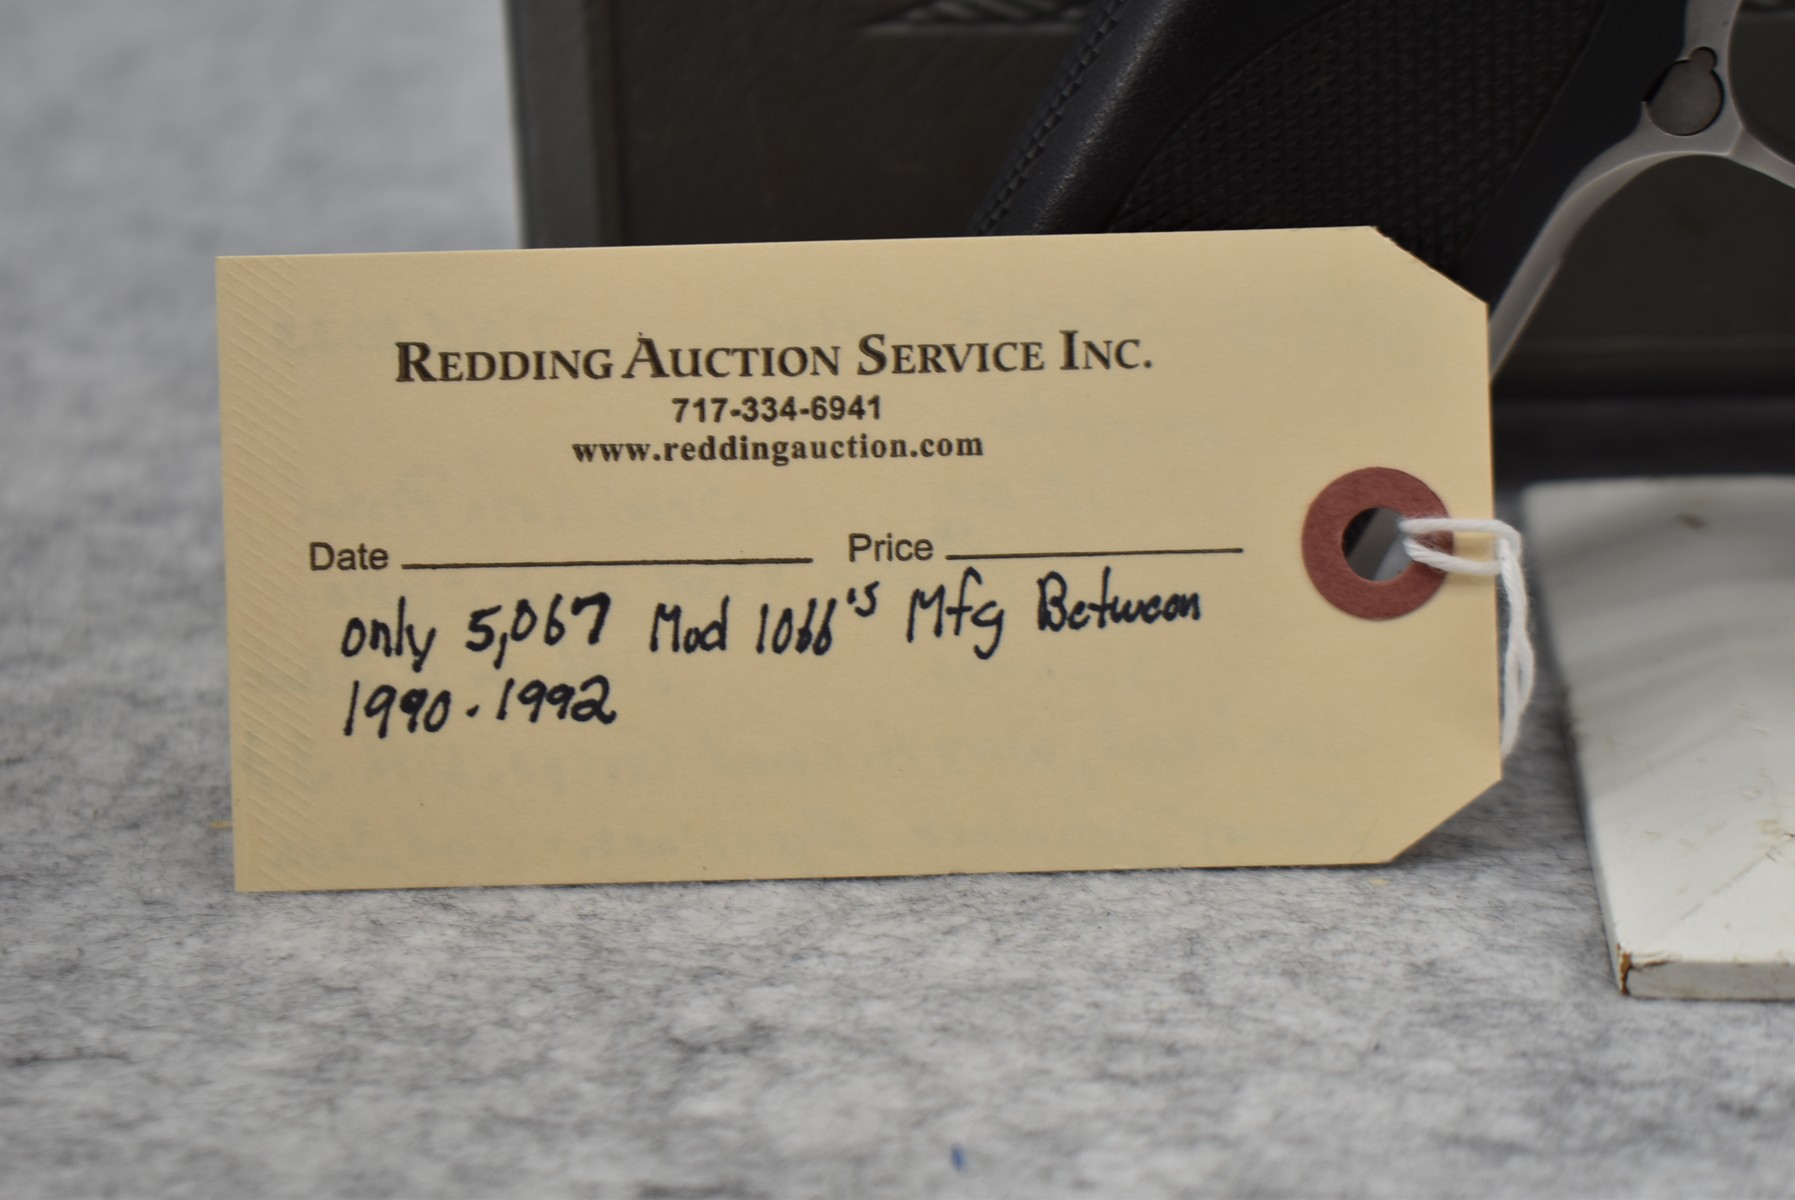 REDDING AUCTION SERVICE INC.
717-334-6941
www.reddingauction.com
Date Price
only 5,067 Mod 1066's Mfg Between
1990-1992